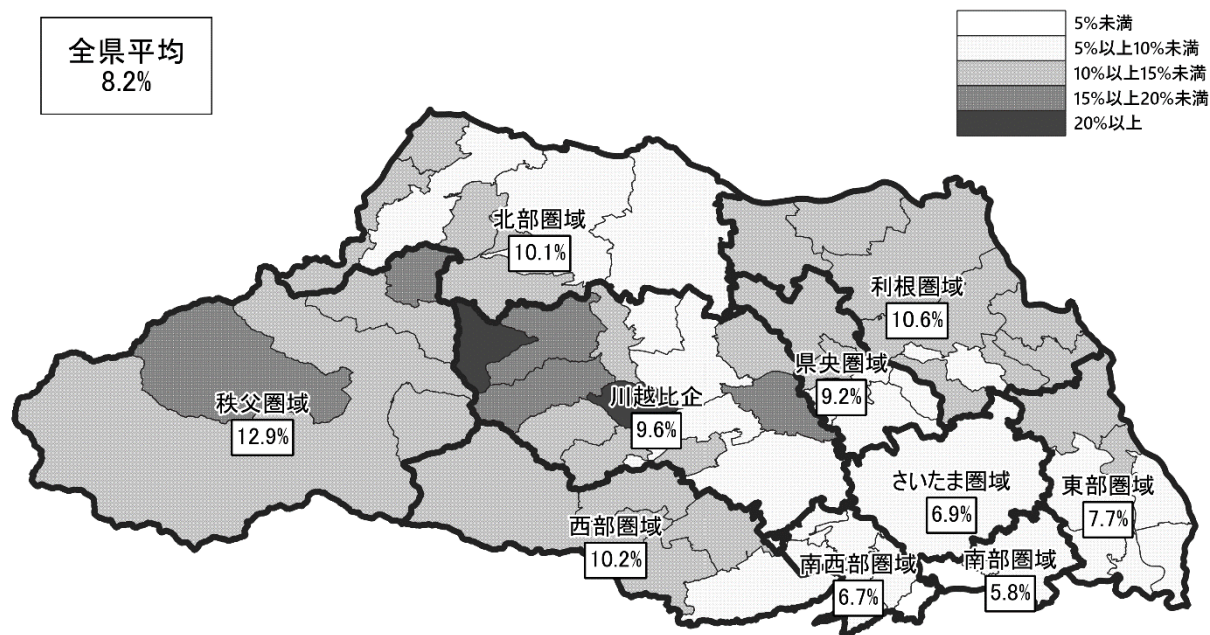 全県平均
8.2%
5%未満
5%以上10%未満
10%以上15%未満
15%以上20%未満
20%以上
北部圏域
10.1%
利根圏域
10.6%
県央圏域
9.2%
秩父圏域
12.9%
川越比企
9.6%
さいたま圏域
6.9%
東部圏域
7.7%
西部圏域
10.2%
南西部圏域
6.7%
南部圏域
5.8%